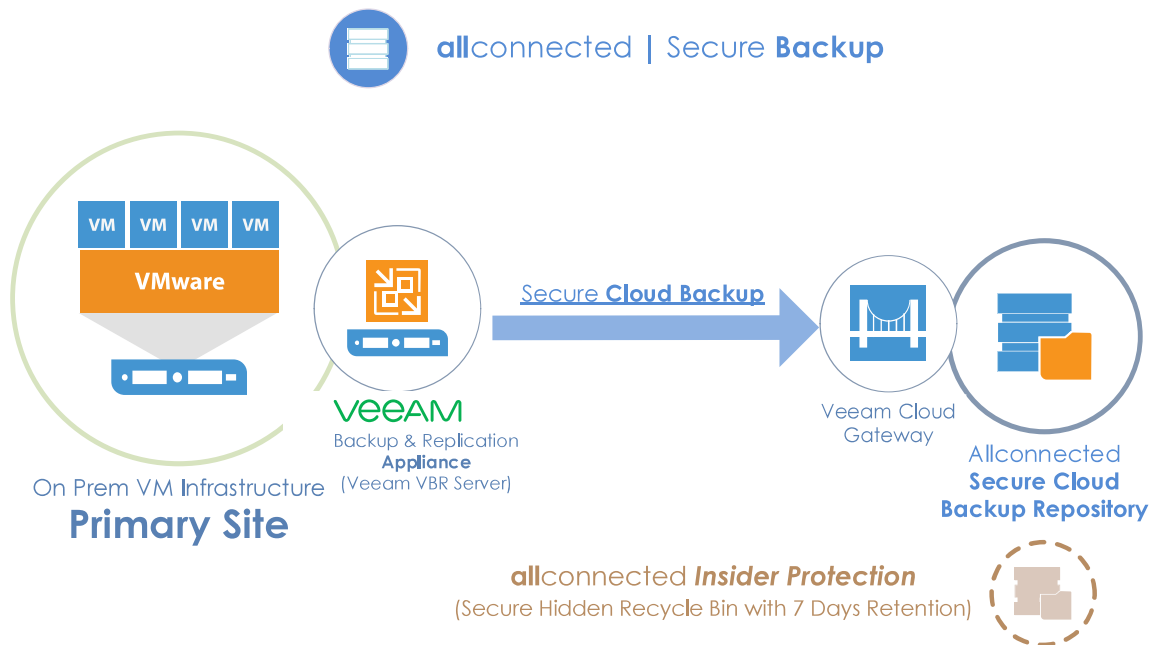 allconnected | Secure Backup
VM VM VM VM
VMware
Secure Cloud Backup
VeeAM
Backup & Replication
Appliance
(Veeam VBR Server)
On Prem VM Infrastructure
Primary Site
Veeam Cloud
Gateway
Allconnected
Secure Cloud
Backup Repository
allconnected Insider Protection
(Secure Hidden Recycle Bin with 7 Days Retention)